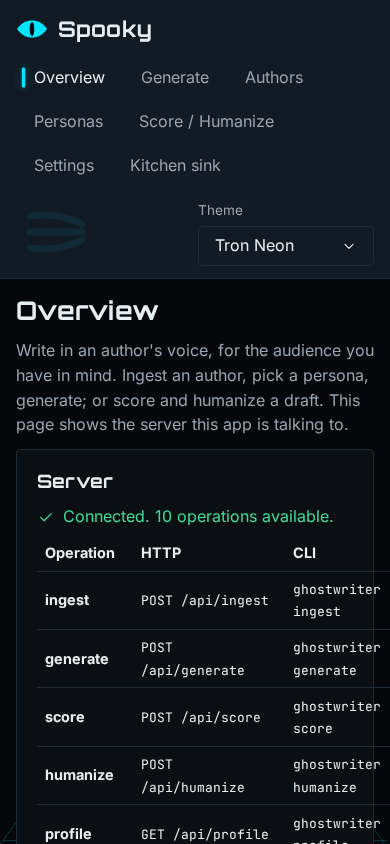 Spooky
Overview Generate Authors
Personas Score / Humanize
Settings Kitchen sink
Theme
Tron Neon
Overview
Write in an author's voice, for the audience you
have in mind. Ingest an author, pick a persona,
generate; or score and humanize a draft. This
page shows the server this app is talking to.
Server
Connected. 10 operations available.
Operation HTTP CLI
ingest POST /api/ingest ghostwriter
ingest
generate POST ghostwriter
/api/generate generate
score POST /api/score ghostwriter
score
humanize POST ghostwriter
/api/humanize humanize
profile GET /api/profile ghostwriter
profile